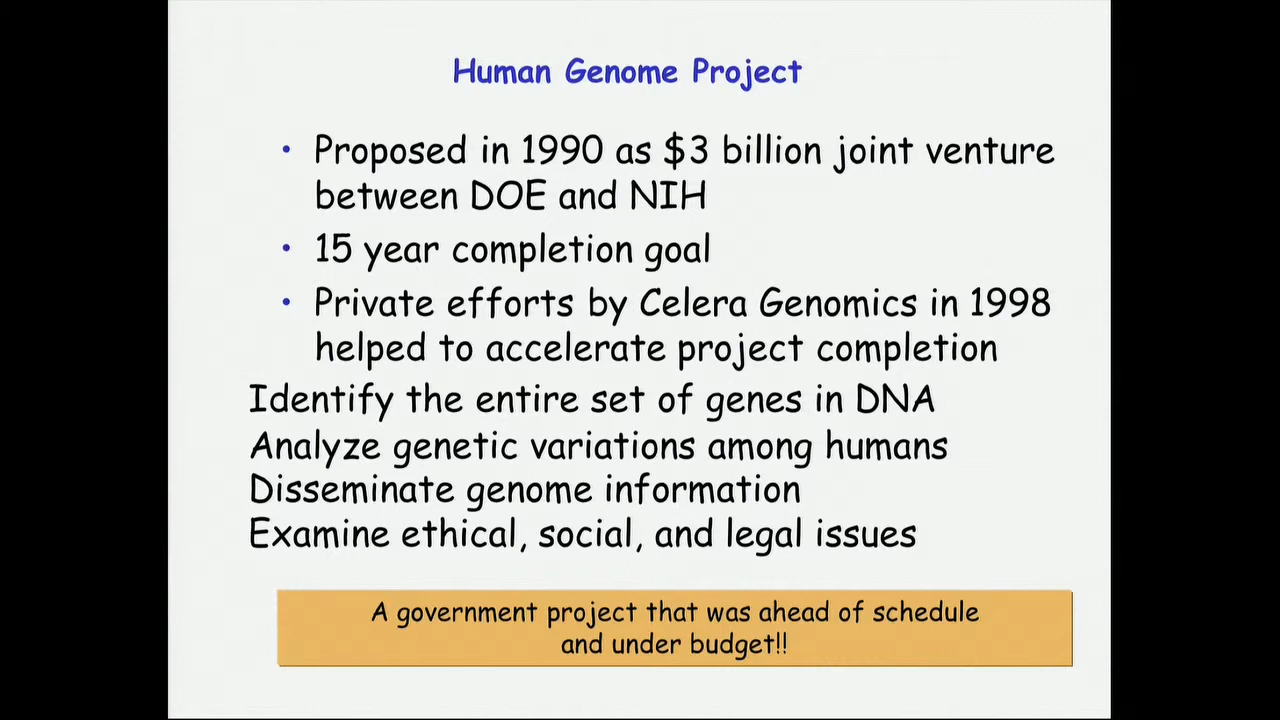 Human Genome Project
• Proposed in 1990 as $3 billion joint venture
between DOE and NIH
• 15 year completion goal
• Private efforts by Celera Genomics in 1998
helped to accelerate project completion
Identify the entire set of genes in DNA
Analyze genetic variations among humans
Disseminate genome information
Examine ethical, social, and legal issues
A government project that was ahead of schedule
and under budget!!